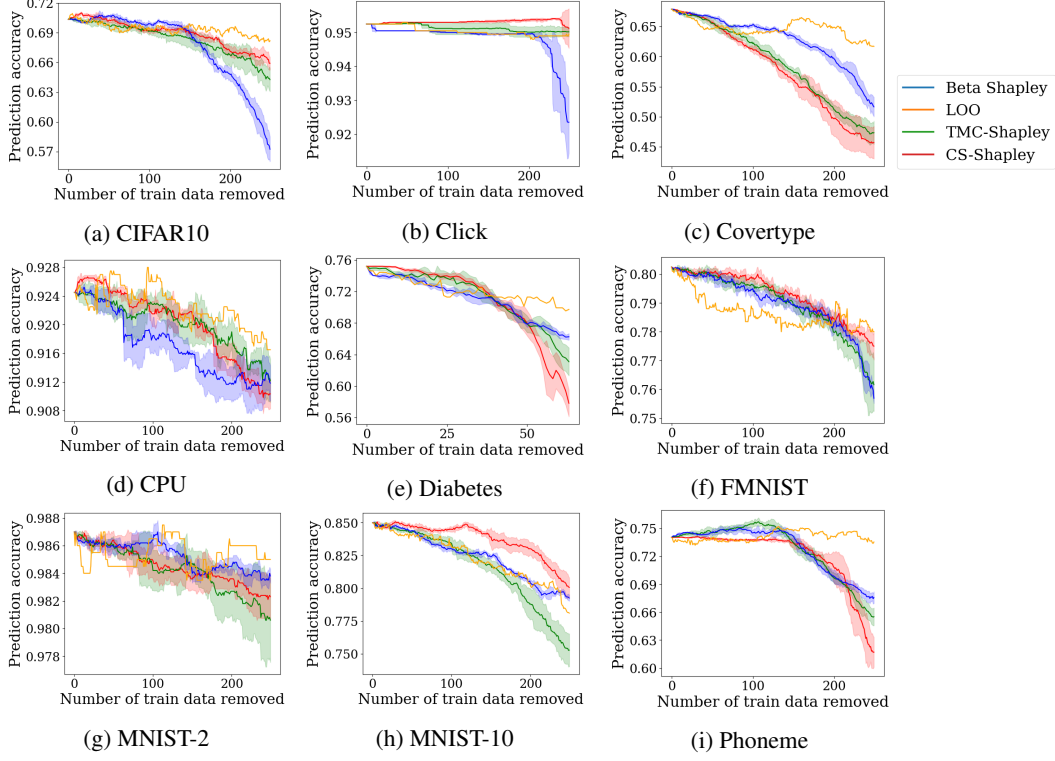 0.72
0.69
0.66
0.63
0.60
0.57
0 100 200
Prediction accuracy
Number of train data removed
(a) CIFAR10
0.95
0.94
0.93
0.92
0 100 200
Prediction accuracy
Number of train data removed
(b) Click
0.65
0.60
0.55
0.50
0.45
0 100 200
Prediction accuracy
Number of train data removed
(c) Covertype
Beta Shapley
LOO
TMC-Shapley
CS-Shapley
0.928
0.924
0.920
0.916
0.912
0.908
0 100 200
Prediction accuracy
Number of train data removed
(d) CPU
0.76
0.72
0.68
0.64
0.60
0.56
0 25 50
Prediction accuracy
Number of train data removed
(e) Diabetes
0.80
0.79
0.78
0.77
0.76
0.75
0 100 200
Prediction accuracy
Number of train data removed
(f) FMNIST
0.988
0.986
0.984
0.982
0.980
0.978
0 100 200
Prediction accuracy
Number of train data removed
(g) MNIST-2
0.850
0.825
0.800
0.775
0.750
0 100 200
Prediction accuracy
Number of train data removed
(h) MNIST-10
0.75
0.72
0.69
0.66
0.63
0.60
0 100 200
Prediction accuracy
Number of train data removed
(i) Phoneme